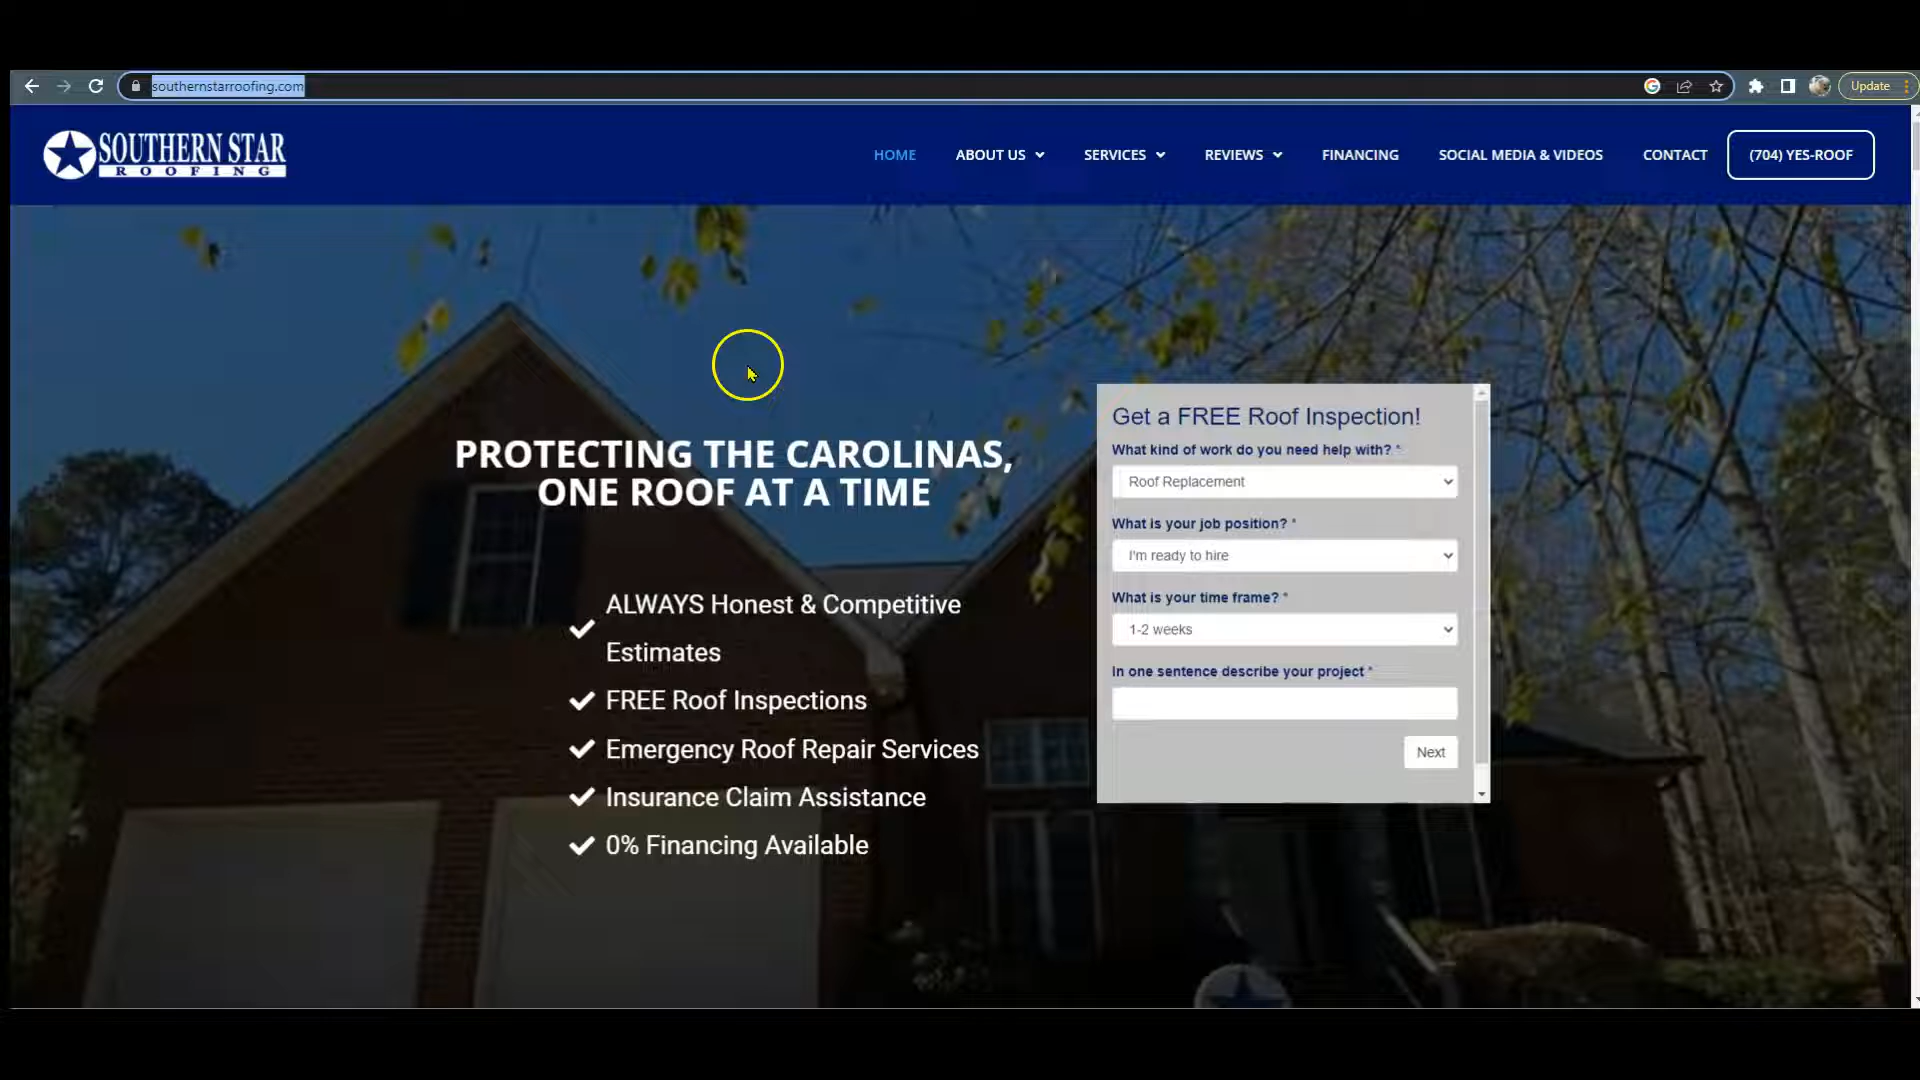 southernstarroofing.com
Update
SOUTHERN STAR
ROOFING
HOME
ABOUT US
SERVICES
REVIEWS
FINANCING
SOCIAL MEDIA & VIDEOS
CONTACT
(704) YES-ROOF
PROTECTING THE CAROLINAS,
ONE ROOF AT A TIME
ALWAYS Honest & Competitive
Estimates
FREE Roof Inspections
Emergency Roof Repair Services
Insurance Claim Assistance
0% Financing Available
Get a FREE Roof Inspection!
What kind of work do you need help with? *
Roof Replacement
What is your job position? *
I'm ready to hire
What is your time frame? *
1-2 weeks
In one sentence describe your project *
Next